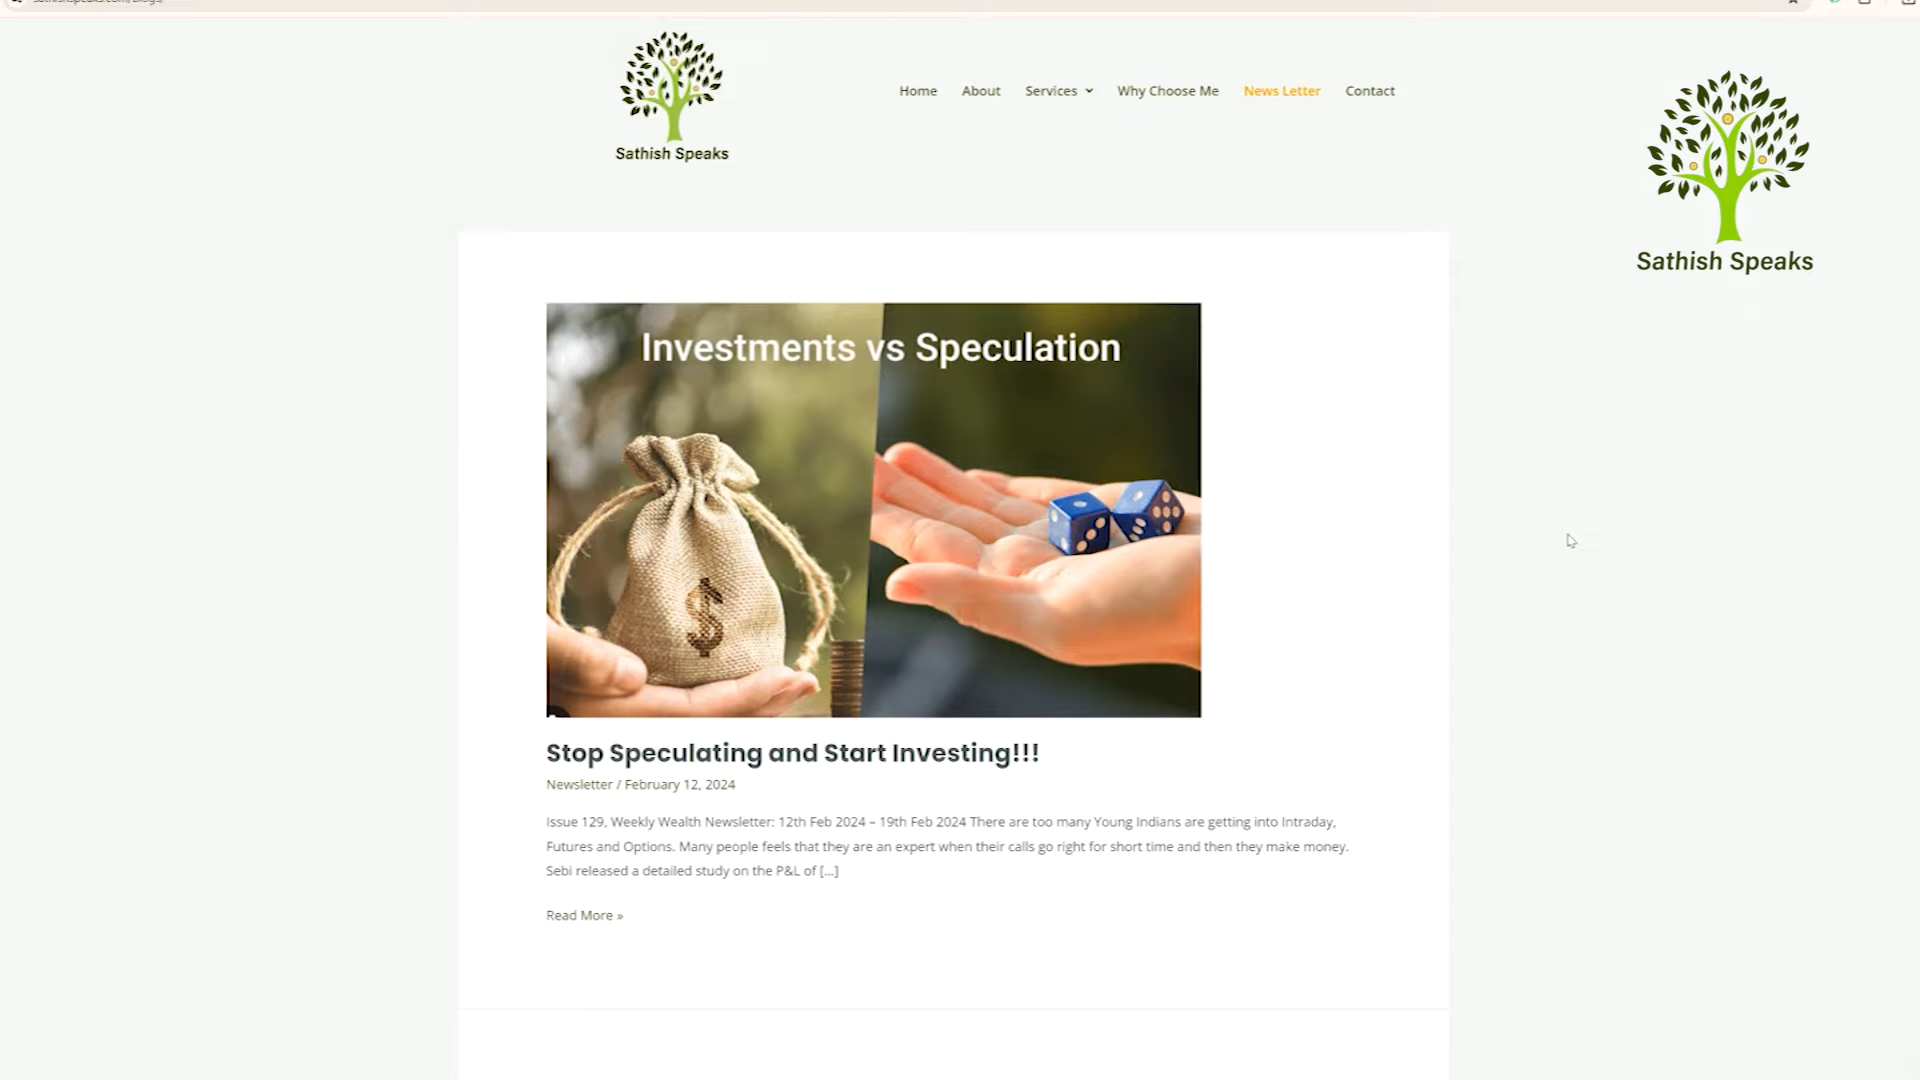 sathishspeaks.com/blogs/
Sathish Speaks
Home About Services Why Choose Me News Letter Contact
Sathish Speaks
Investments vs Speculation
$
Stop Speculating and Start Investing!!!
Newsletter / February 12, 2024
Issue 129, Weekly Wealth Newsletter: 12th Feb 2024 – 19th Feb 2024 There are too many Young Indians are getting into Intraday,
Futures and Options. Many people feels that they are an expert when their calls go right for short time and then they make money.
Sebi released a detailed study on the P&L of […]
Read More »